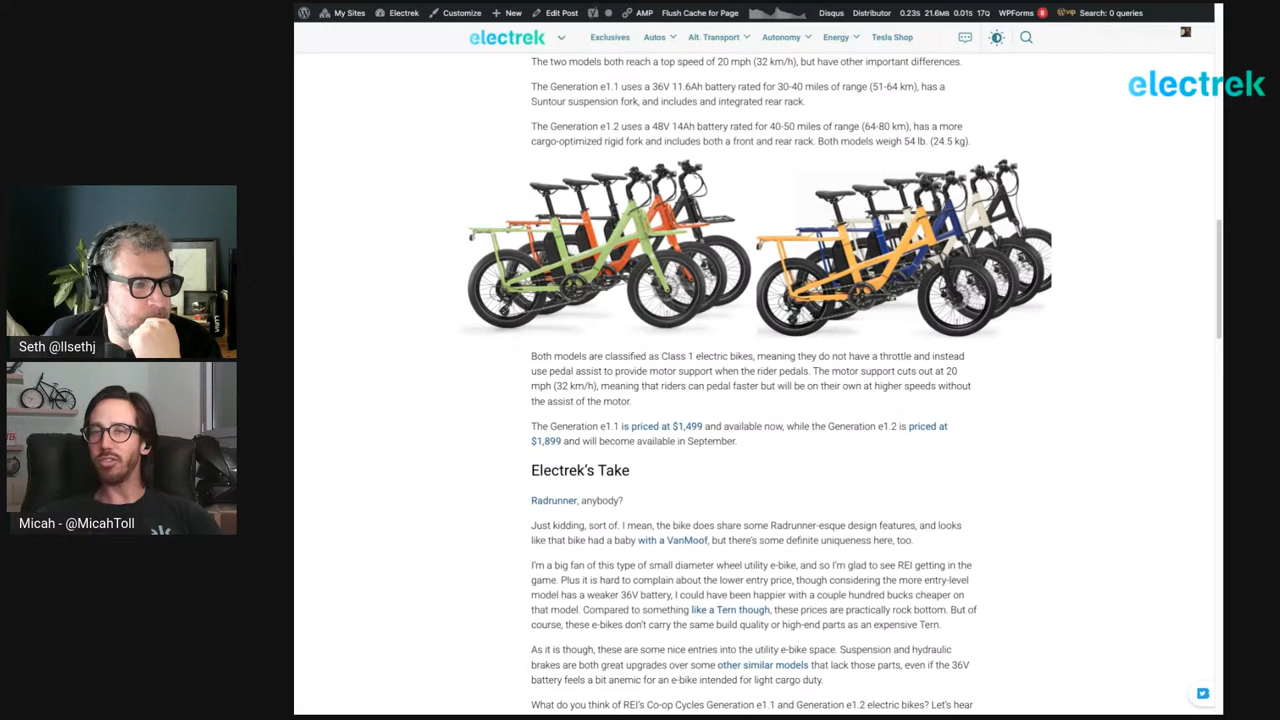 My Sites Electrek Customize New Edit Post AMP Flush Cache for Page Disqus Distributor 0.23s 21.6MB 0.01s 17Q WPForms 8 vip Search: 0 queries
electrek Exclusives Autos Alt. Transport Autonomy Energy Tesla Shop
electrek
The two models both reach a top speed of 20 mph (32 km/h), but have other important differences.
The Generation e1.1 uses a 36V 11.6Ah battery rated for 30-40 miles of range (51-64 km), has a
Suntour suspension fork, and includes and integrated rear rack.
The Generation e1.2 uses a 48V 14Ah battery rated for 40-50 miles of range (64-80 km), has a more
cargo-optimized rigid fork and includes both a front and rear rack. Both models weigh 54 lb. (24.5 kg).
Seth @llsethj
Both models are classified as Class 1 electric bikes, meaning they do not have a throttle and instead
use pedal assist to provide motor support when the rider pedals. The motor support cuts out at 20
mph (32 km/h), meaning that riders can pedal faster but will be on their own at higher speeds without
the assist of the motor.
The Generation e1.1 is priced at $1,499 and available now, while the Generation e1.2 is priced at
$1,899 and will become available in September.
Electrek's Take
Radrunner, anybody?
Micah - @MicahToll
Just kidding, sort of. I mean, the bike does share some Radrunner-esque design features, and looks
like that bike had a baby with a VanMoof, but there's some definite uniqueness here, too.
I'm a big fan of this type of small diameter wheel utility e-bike, and so I'm glad to see REI getting in the
game. Plus it is hard to complain about the lower entry price, though considering the more entry-level
model has a weaker 36V battery, I could have been happier with a couple hundred bucks cheaper on
that model. Compared to something like a Tern though, these prices are practically rock bottom. But of
course, these e-bikes don't carry the same build quality or high-end parts as an expensive Tern.
As it is though, these are some nice entries into the utility e-bike space. Suspension and hydraulic
brakes are both great upgrades over some other similar models that lack those parts, even if the 36V
battery feels a bit anemic for an e-bike intended for light cargo duty.
What do you think of REI's Co-op Cycles Generation e1.1 and Generation e1.2 electric bikes? Let's hear